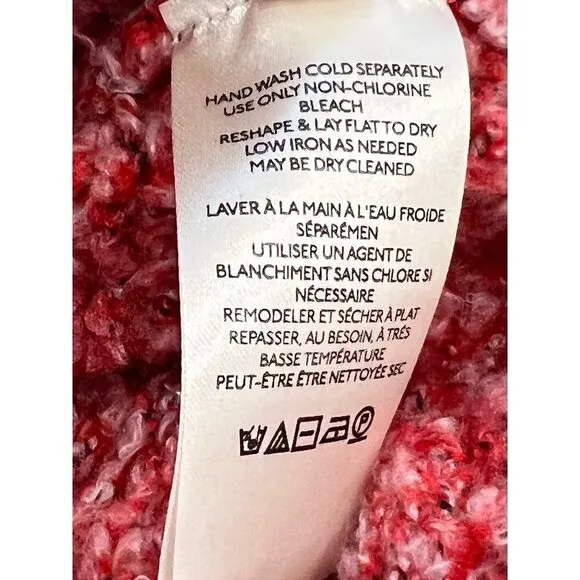 HAND WASH COLD SEPARATELY
USE ONLY NON-CHLORINE
BLEACH
RESHAPE & LAY FLAT TO DRY
LOW IRON AS NEEDED
MAY BE DRY CLEANED
LAVER À LA MAIN À L'EAU FROIDE
SÉPARÉMEN
UTILISER UN AGENT DE
BLANCHIMENT SANS CHLORE SI
NÉCESSAIRE
REMODELER ET SÉCHER À PLAT
REPASSER, AU BESOIN, À TRÉS
BASSE TEMPÉRATURE
PEUT-ÊTRE ÊTRE NETTOYÉE SEC
P